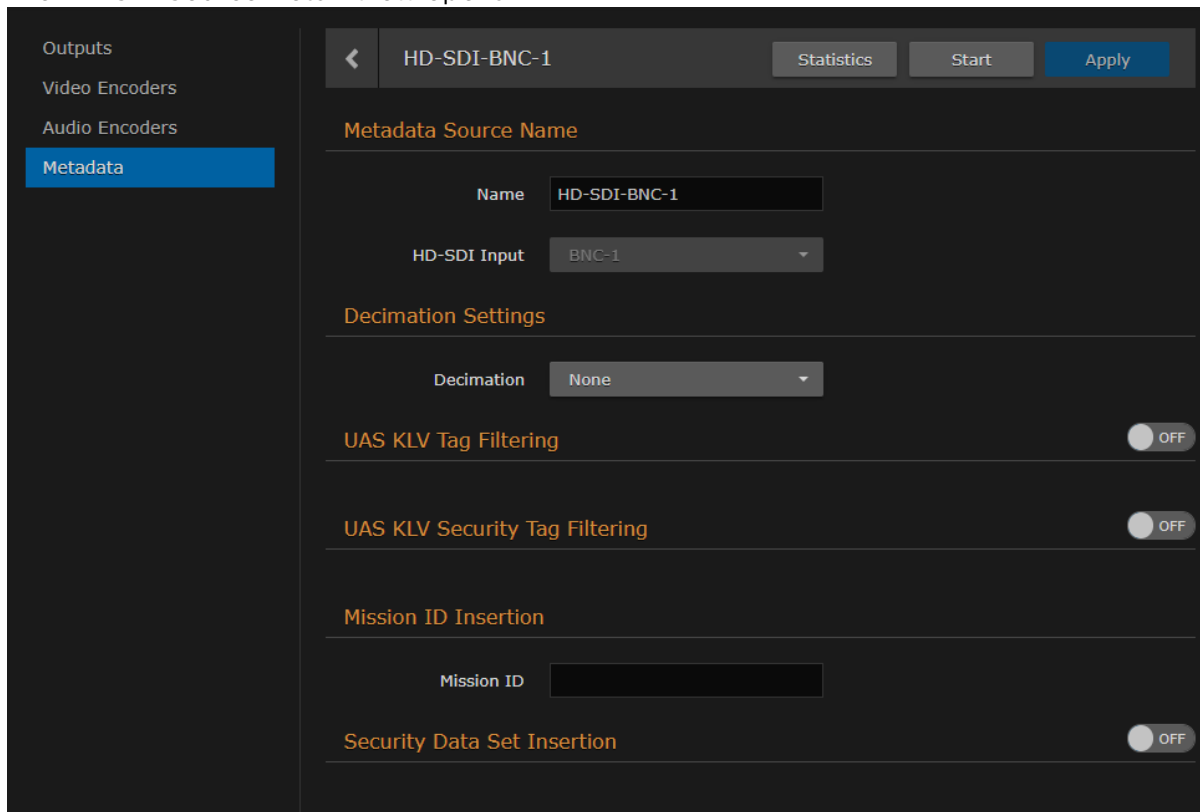 Outputs
Video Encoders
Audio Encoders
Metadata
HD-SDI-BNC-1
Statistics
Start
Apply
Metadata Source Name
Name HD-SDI-BNC-1
HD-SDI Input BNC-1
Decimation Settings
Decimation None
UAS KLV Tag Filtering OFF
UAS KLV Security Tag Filtering OFF
Mission ID Insertion
Mission ID
Security Data Set Insertion OFF